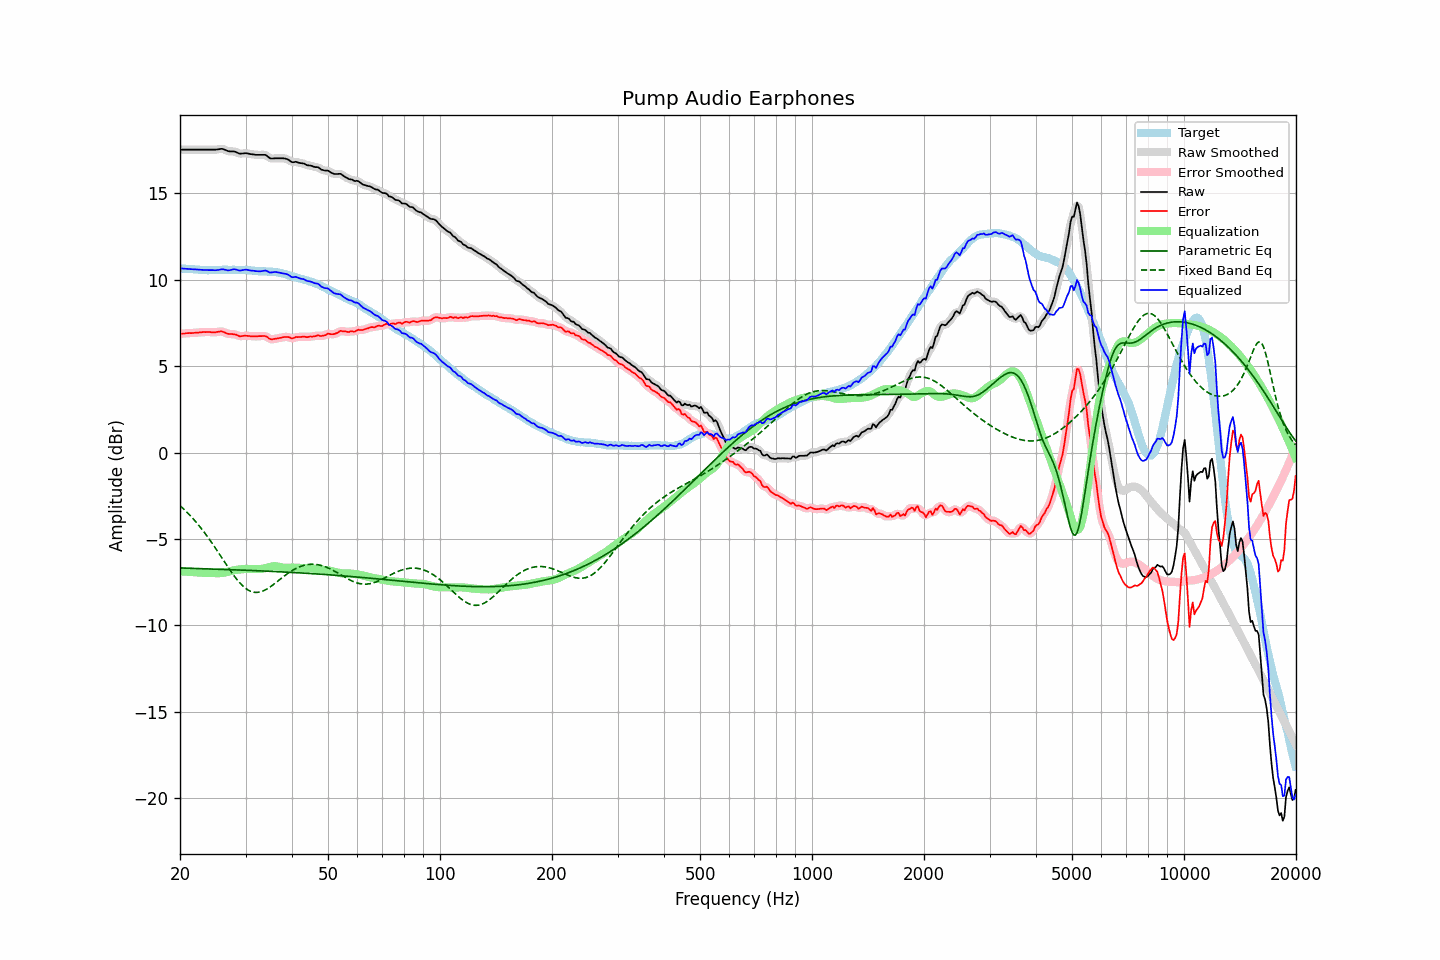 Pump Audio Earphones
Target
Raw Smoothed
Error Smoothed
Raw
Error
Equalization
Parametric Eq
Fixed Band Eq
Equalized
Amplitude (dBr)
15
10
5
0
−5
−10
−15
−20
20
50
100
200
500
1000
2000
5000
10000
20000
Frequency (Hz)